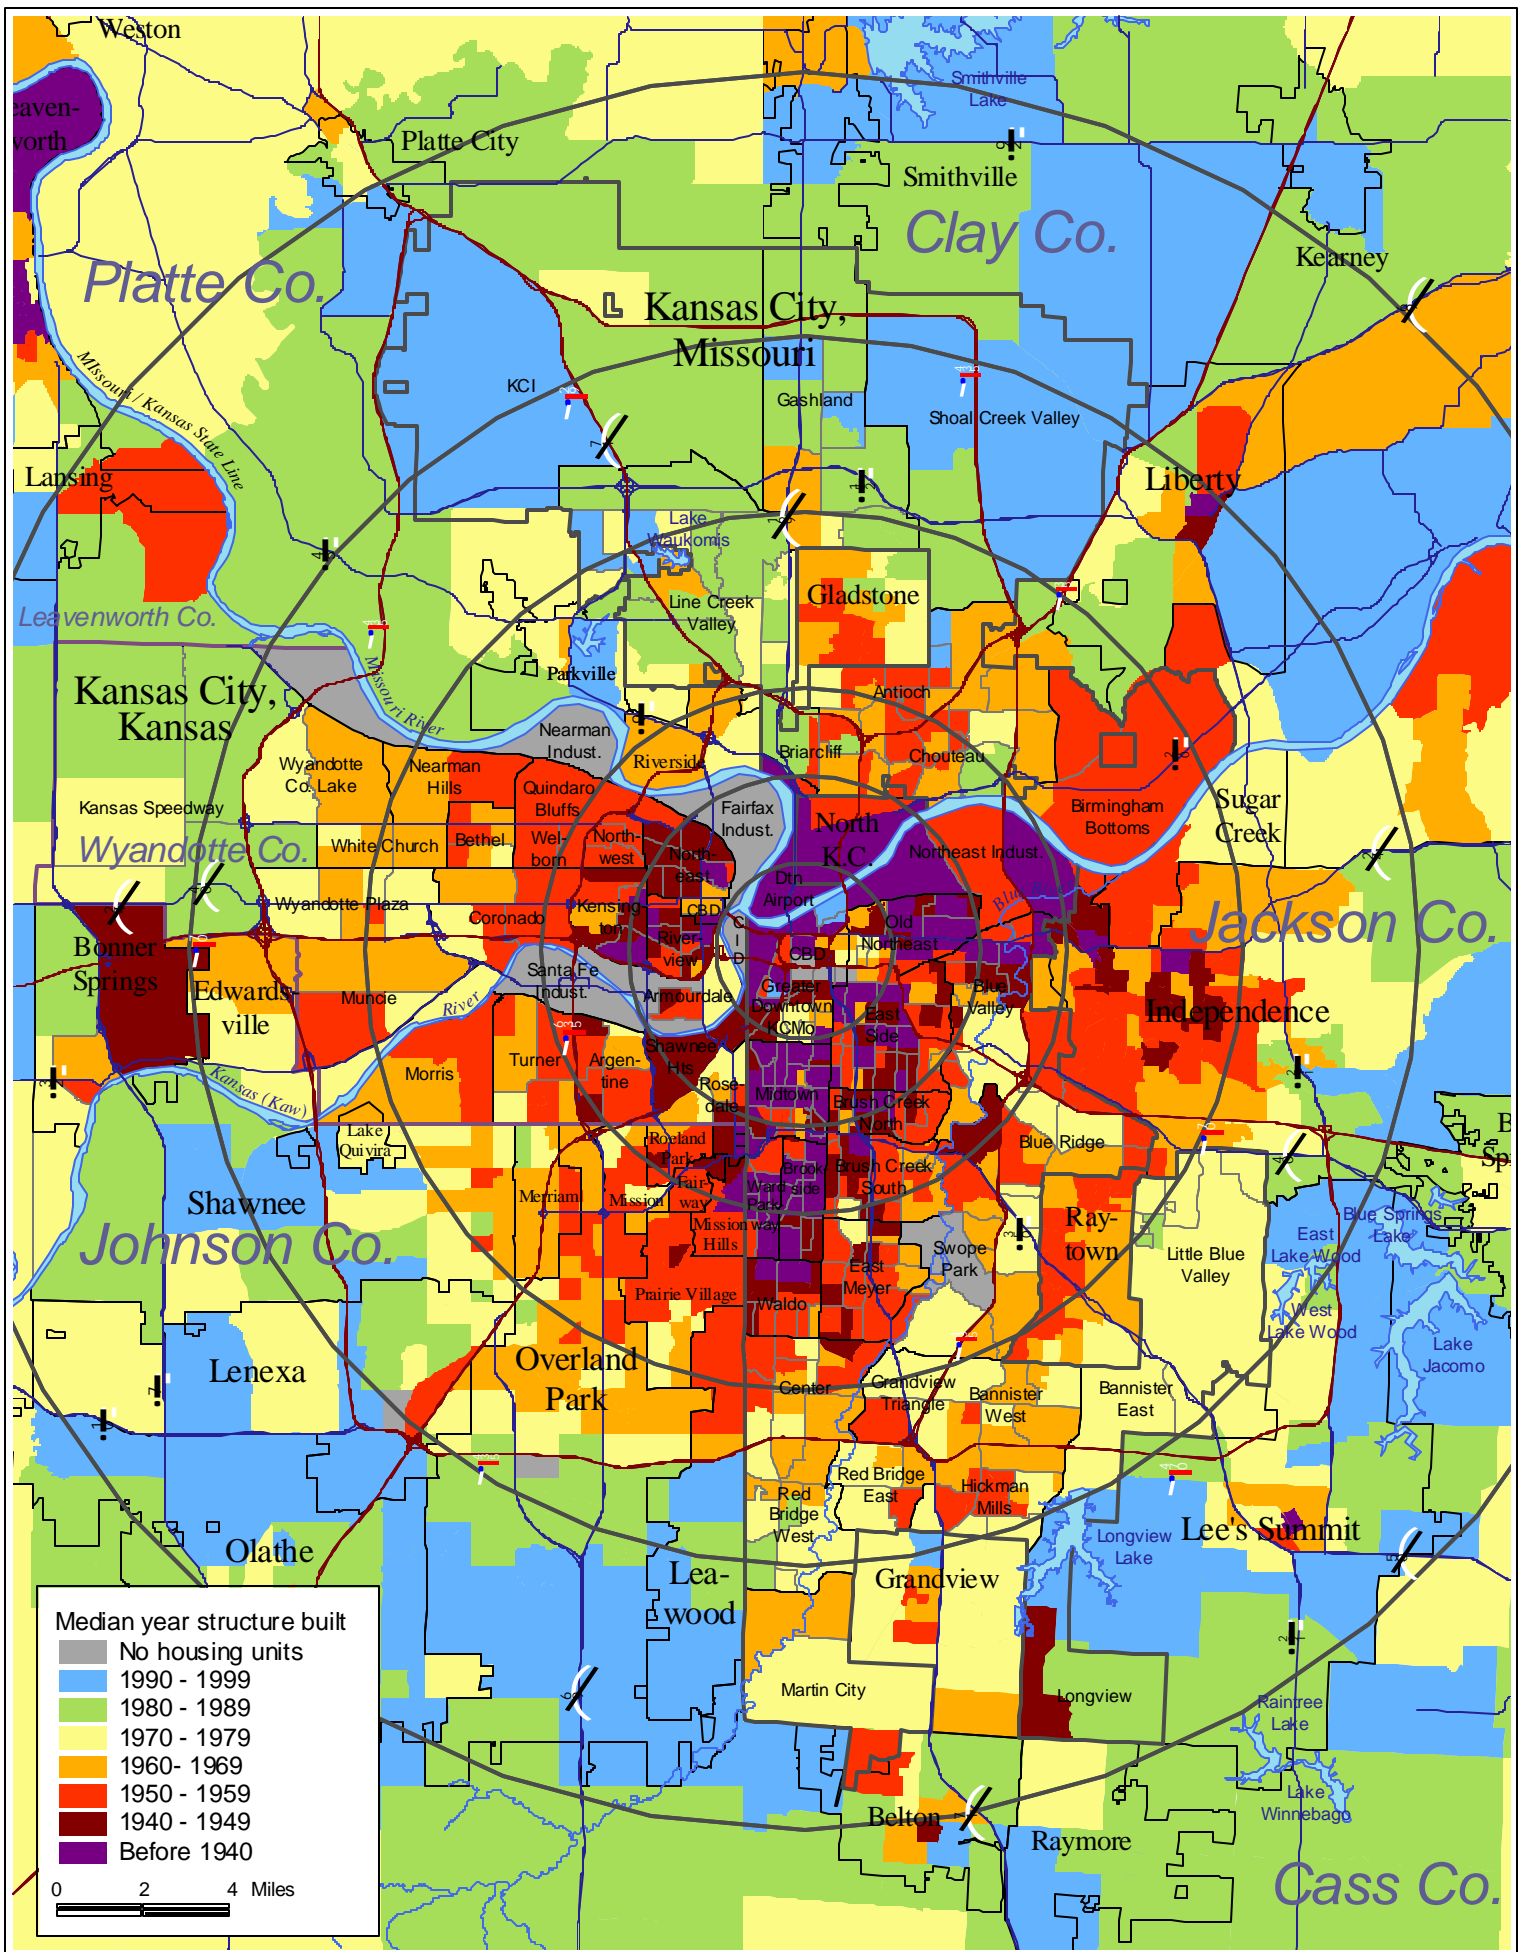 Weston
eaven-
worth
Platte City
Smithville
Lake
Smithville
Clay Co.
Kearney
Platte Co.
Kansas City,
Missouri
MIssouri / Kansas State Line
KCI
Gashland
Shoal Creek Valley
Lansing
Liberty
Lake
Waukomis
Line Creek
Valley
Gladstone
Leavenworth Co.
Missouri River
Parkville
Kansas City,
Kansas
Antioch
Nearman
Indust.
Riverside
Briarcliff
Chouteau
Wyandotte
Co. Lake
Nearman
Hills
Quindaro
Bluffs
Kansas Speedway
Fairfax
Indust.
North
K.C.
Birmingham
Bottoms
Sugar
Creek
Wyandotte Co.
White Church
Bethel
Wel-
born
North-
west
North-
east
Northeast Indust.
Dtn
Airport
Blue River
Wyandotte Plaza
Coronado
Kensing-
ton
CBD
River-
view
C
I
D
Old
Northeast
CBD
Jackson Co.
Bonner
Springs
Edwards-
ville
Muncie
River
Santa Fe
Indust.
Armourdale
Greater
Downtown
KCMo
East
Side
Blue
Valley
Independence
Kansas (Kaw)
Morris
Turner
Argen-
tine
Shawnee
Hts
Rose-
dale
Midtown
Brush Creek
North
Lake
Quivira
Roeland
Park
Blue Ridge
B
Sp
Shawnee
Merriam
Mission
Fair-
way
Ward
Park
way
Brook-
side
Brush Creek
South
Johnson Co.
Mission
Hills
Swope
Park
Ray-
town
Little Blue
Valley
East
Lake Wood
Blue Springs
Lake
Prairie Village
Waldo
East
Meyer
West
Lake Wood
Lake
Jacomo
Lenexa
Overland
Park
Center
Grandview
Triangle
Bannister
West
Bannister
East
Red Bridge
East
Hickman
Mills
Red
Bridge
West
Olathe
Longview
Lake
Lee's Summit
Lea-
wood
Grandview
Martin City
Longview
Raintree
Lake
Lake
Winnebago
Belton
Raymore
Cass Co.
Median year structure built
No housing units
1990 - 1999
1980 - 1989
1970 - 1979
1960- 1969
1950 - 1959
1940 - 1949
Before 1940
0 2 4 Miles